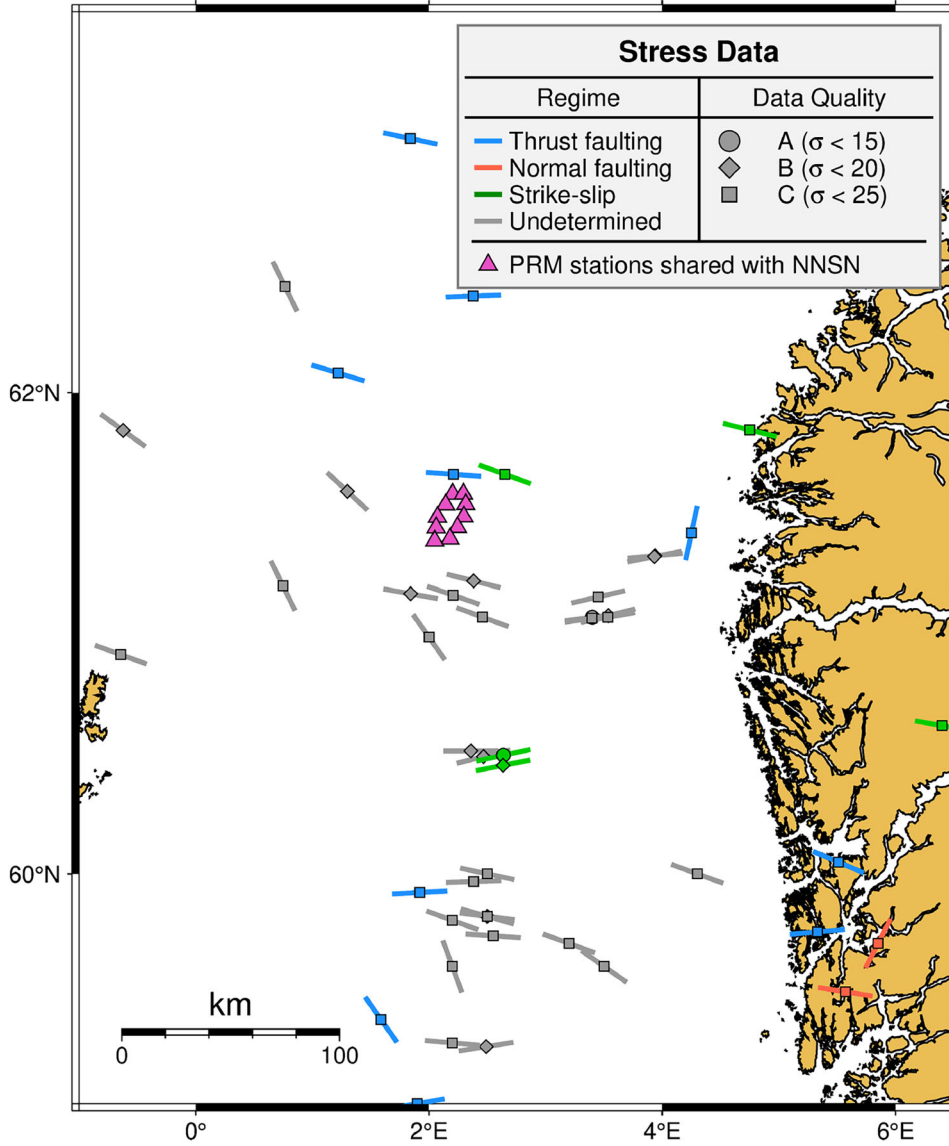 Stress Data
Regime
Data Quality
Thrust faulting
A (σ < 15)
Normal faulting
B (σ < 20)
Strike-slip
C (σ < 25)
Undetermined
PRM stations shared with NNSN
62°N
60°N
km
0
100
0°
2°E
4°E
6°E